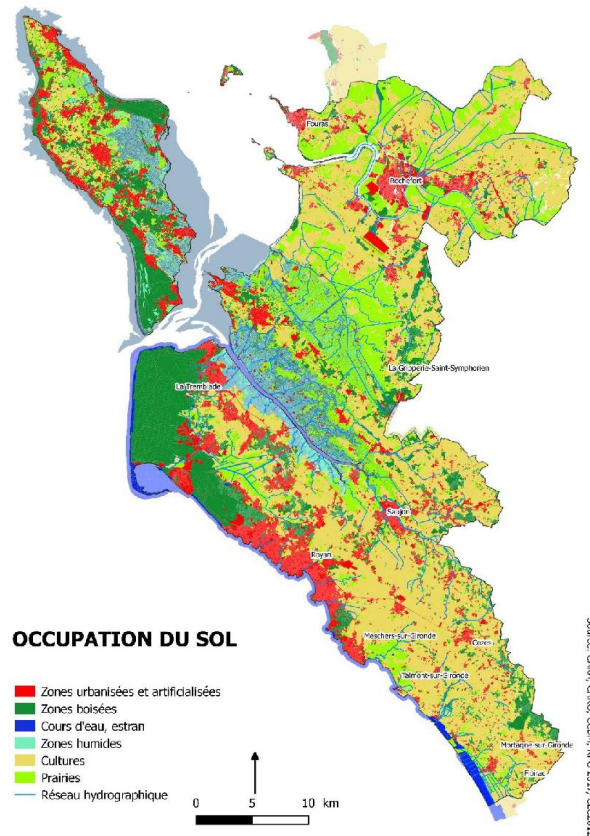 Fouras
Rochefort
La Gripperie-Saint-Symphorien
La Tremblade
Saujon
Royan
Meschers-sur-Gironde
Cozes
Talmont-sur-Gironde
Mortagne-sur-Gironde
Floirac
OCCUPATION DU SOL
Zones urbanisées et artificialisées
Zones boisées
Cours d'eau, estran
Zones humides
Cultures
Prairies
Réseau hydrographique
0 5 10 km